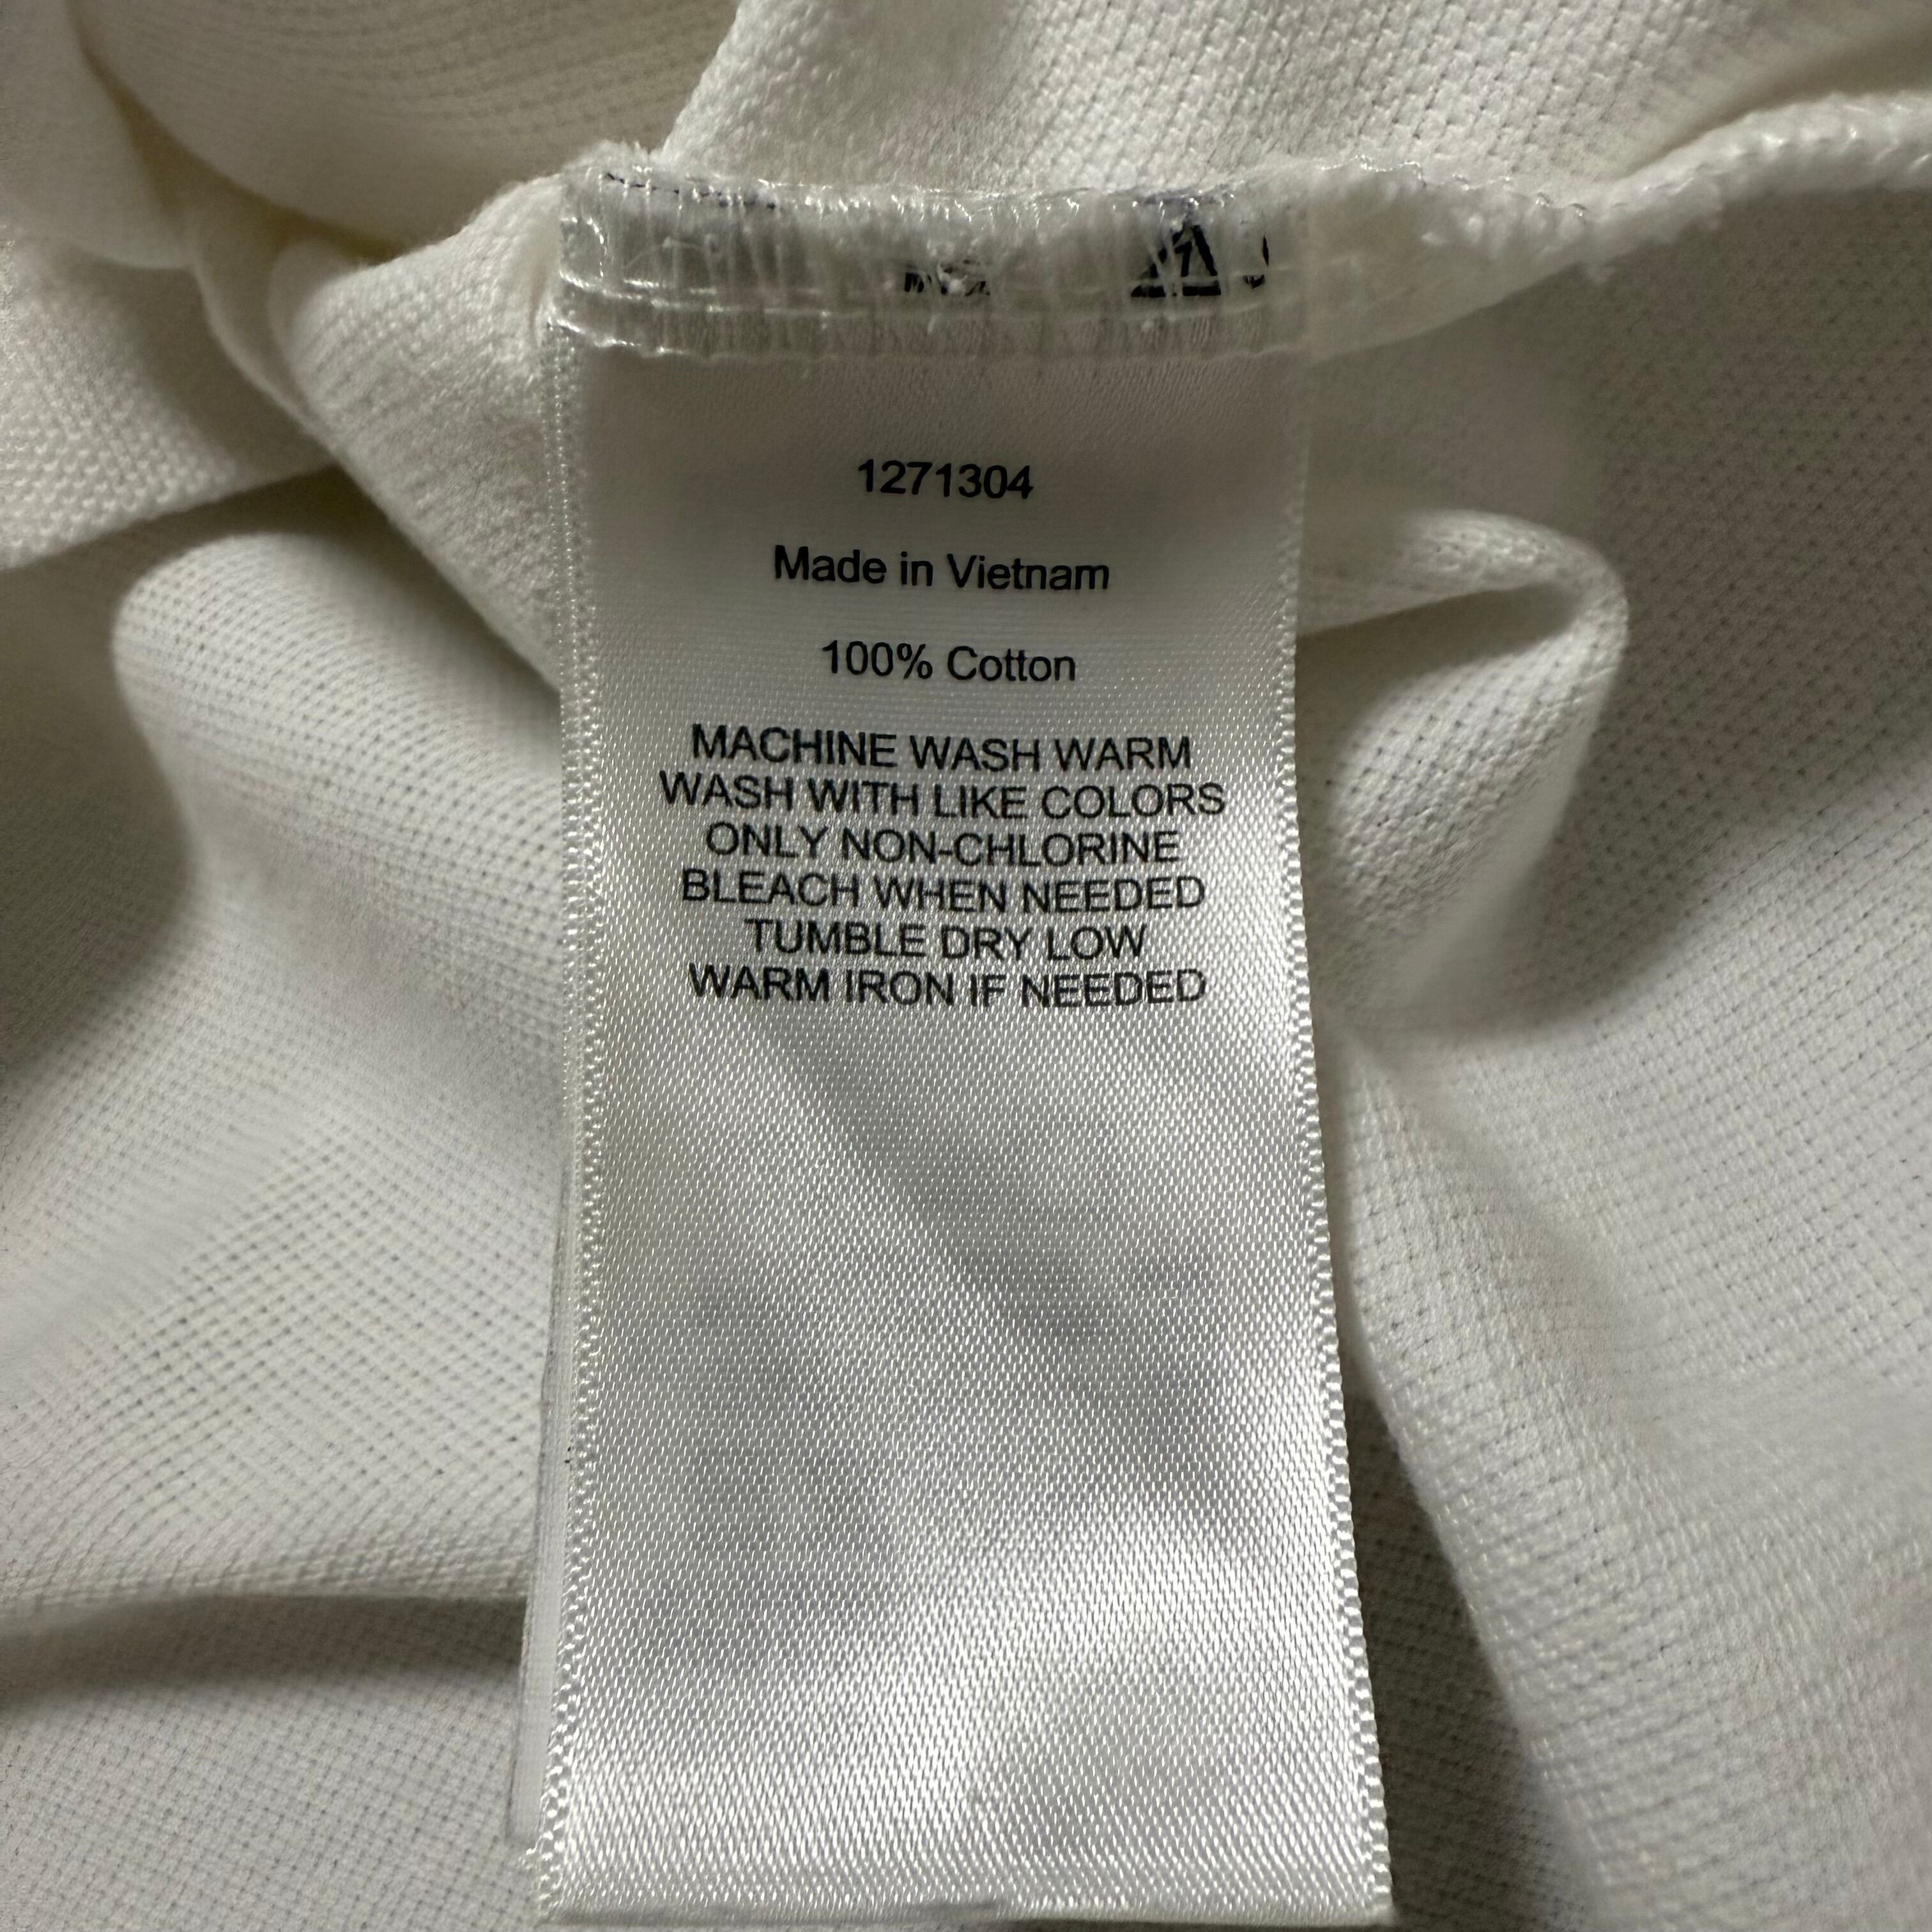 1271304
Made in Vietnam
100% Cotton
MACHINE WASH WARM
WASH WITH LIKE COLORS
ONLY NON-CHLORINE
BLEACH WHEN NEEDED
TUMBLE DRY LOW
WARM IRON IF NEEDED